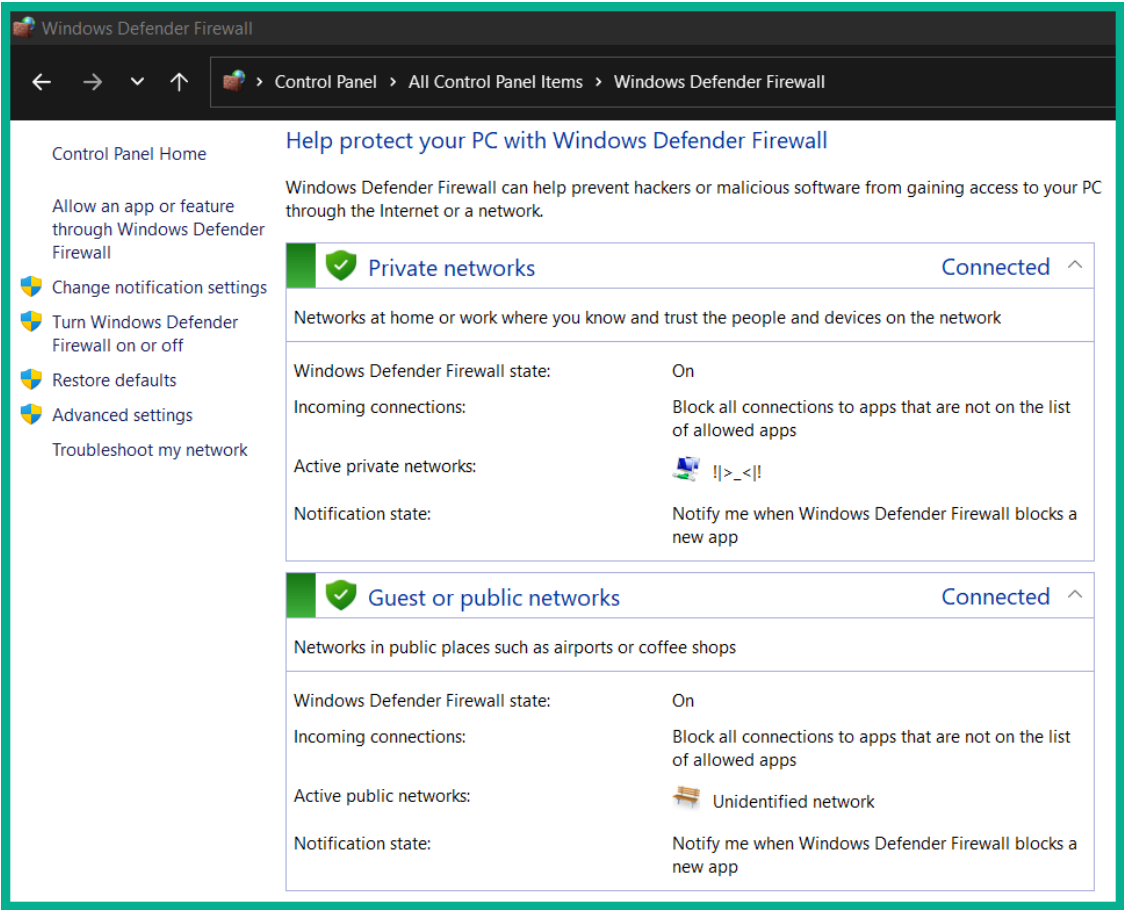 Windows Defender Firewall
Control Panel > All Control Panel Items > Windows Defender Firewall
Control Panel Home
Allow an app or feature
through Windows Defender
Firewall
Change notification settings
Turn Windows Defender
Firewall on or off
Restore defaults
Advanced settings
Troubleshoot my network
Help protect your PC with Windows Defender Firewall
Windows Defender Firewall can help prevent hackers or malicious software from gaining access to your PC
through the Internet or a network.
Private networks Connected
Networks at home or work where you know and trust the people and devices on the network
Windows Defender Firewall state: On
Incoming connections: Block all connections to apps that are not on the list
of allowed apps
Active private networks: !|>_<|!
Notification state: Notify me when Windows Defender Firewall blocks a
new app
Guest or public networks Connected
Networks in public places such as airports or coffee shops
Windows Defender Firewall state: On
Incoming connections: Block all connections to apps that are not on the list
of allowed apps
Active public networks: Unidentified network
Notification state: Notify me when Windows Defender Firewall blocks a
new app